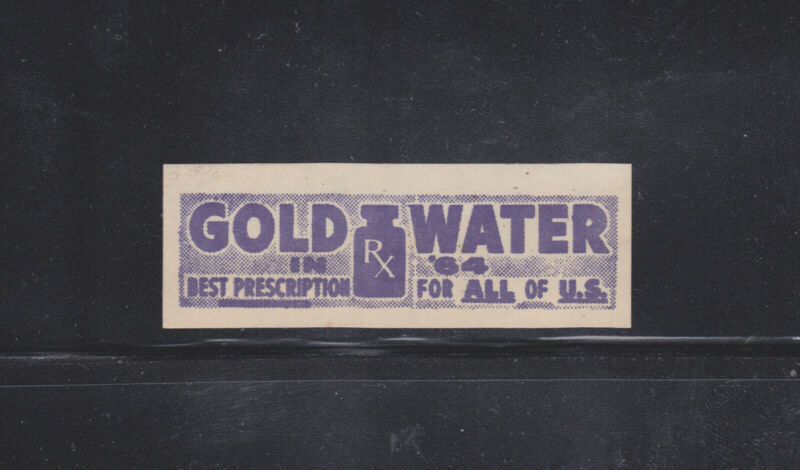 GOLD WATER
IN '64
Rx
BEST PRESCRIPTION FOR ALL OF U.S.